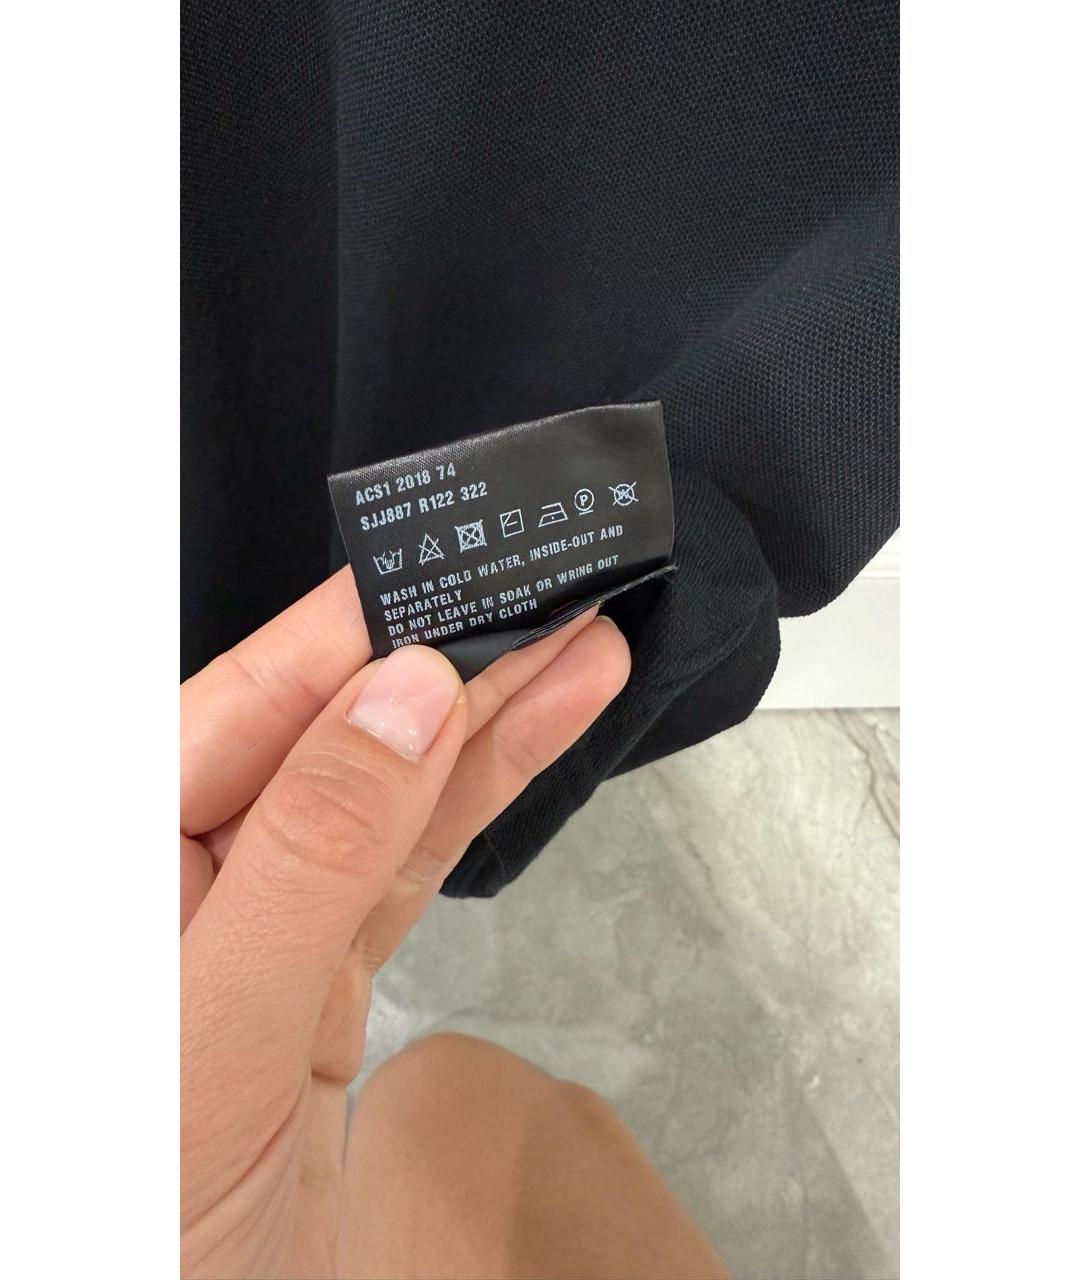 ACS1 2018 74
SJJ887 R122 322
P
WASH IN COLD WATER, INSIDE-OUT AND
SEPARATELY
DO NOT LEAVE IN SOAK OR WRING OUT
IRON UNDER DRY CLOTH